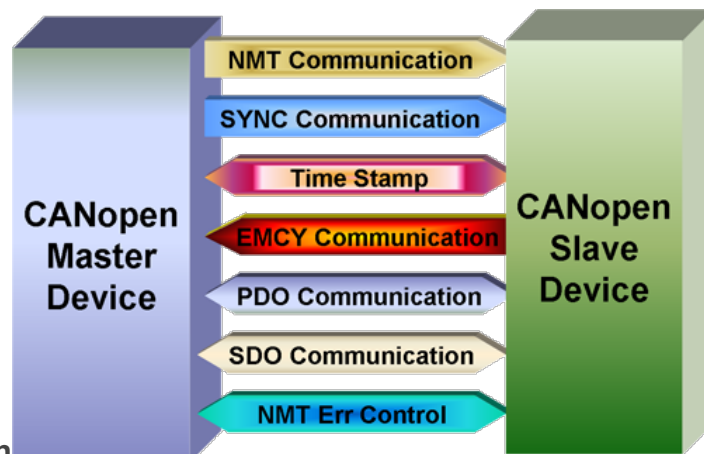 NMT Communication
SYNC Communication
Time Stamp
CANopen
Master
Device
EMCY Communication
CANopen
Slave
Device
PDO Communication
SDO Communication
NMT Err Control